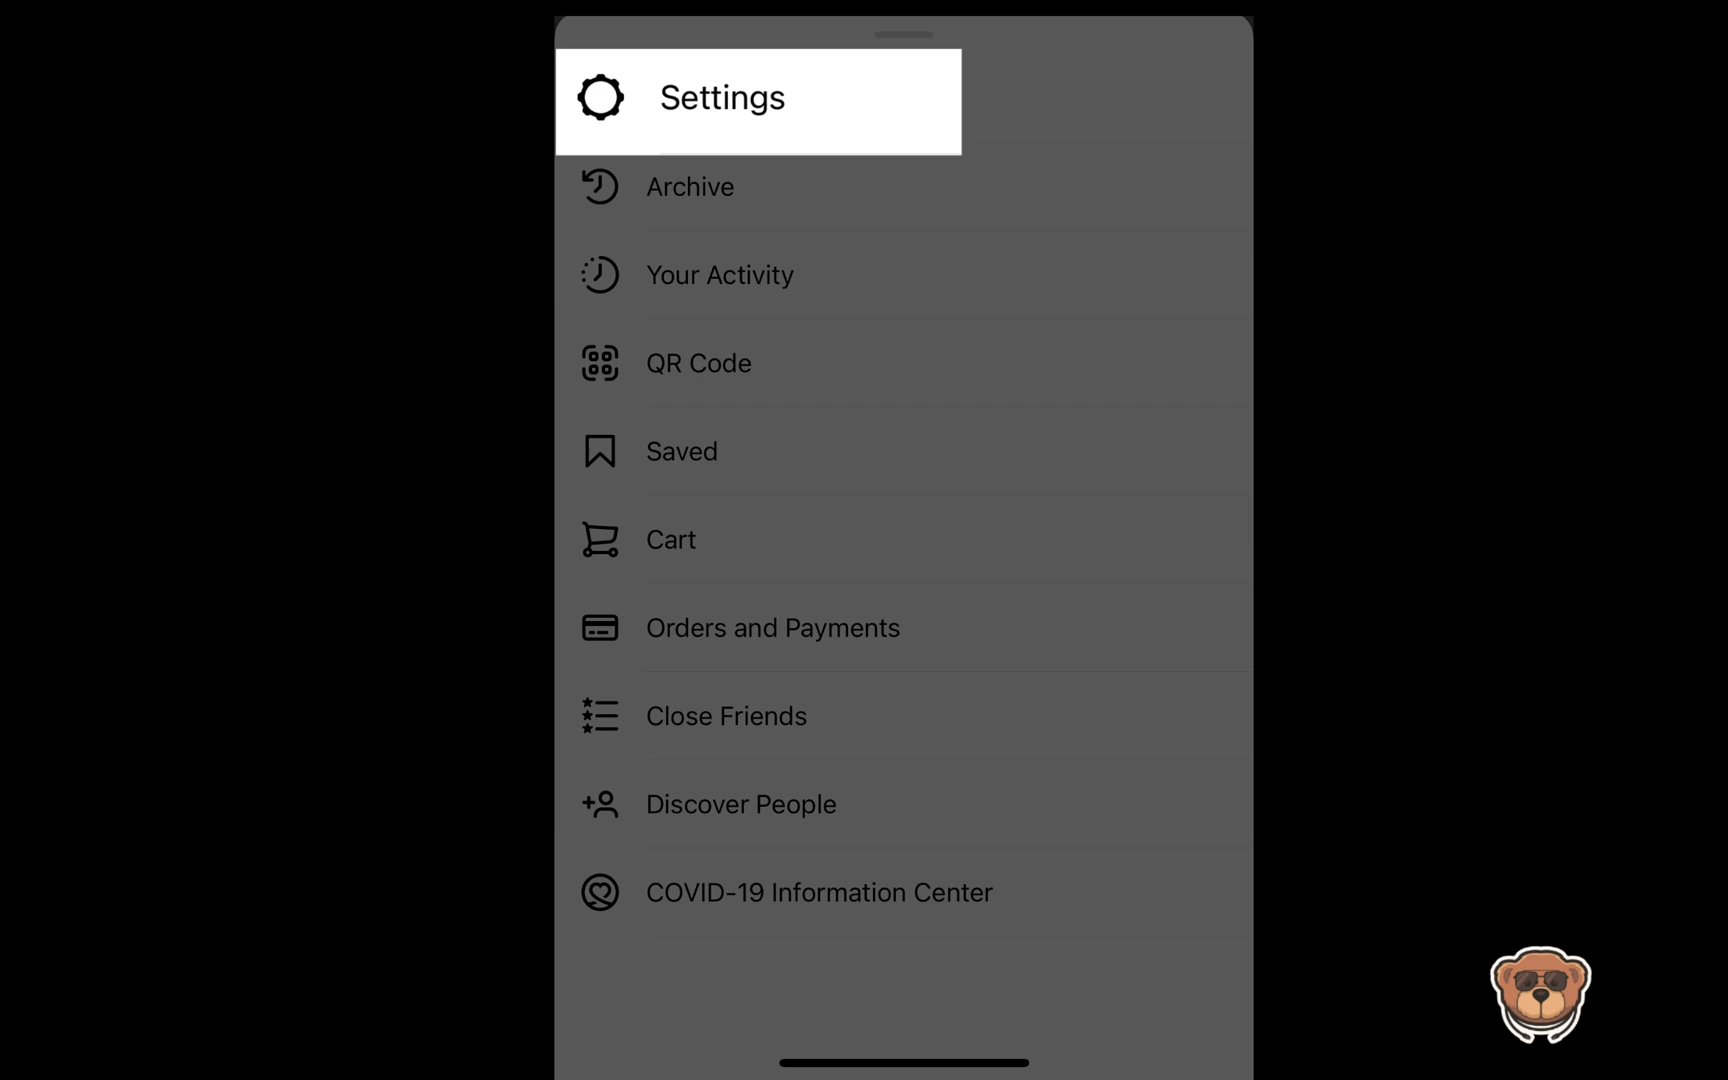 Settings
Archive
Your Activity
QR Code
Saved
Cart
Orders and Payments
Close Friends
Discover People
COVID-19 Information Center